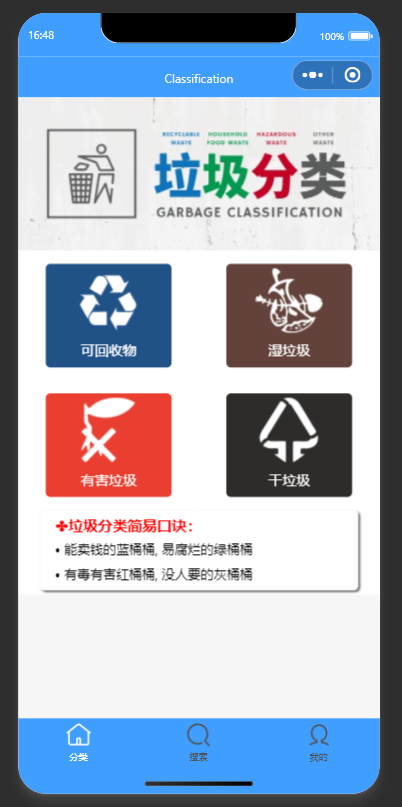 16:48
100%
Classification
RECYCLABLE WASTE
HOUSEHOLD FOOD WASTE
HAZARDOUS WASTE
OTHER WASTE
垃圾分类
GARBAGE CLASSIFICATION
可回收物
湿垃圾
有害垃圾
干垃圾
✤垃圾分类简易口诀：
• 能卖钱的蓝桶桶, 易腐烂的绿桶桶
• 有毒有害红桶桶, 没人要的灰桶桶
分类
搜索
我的